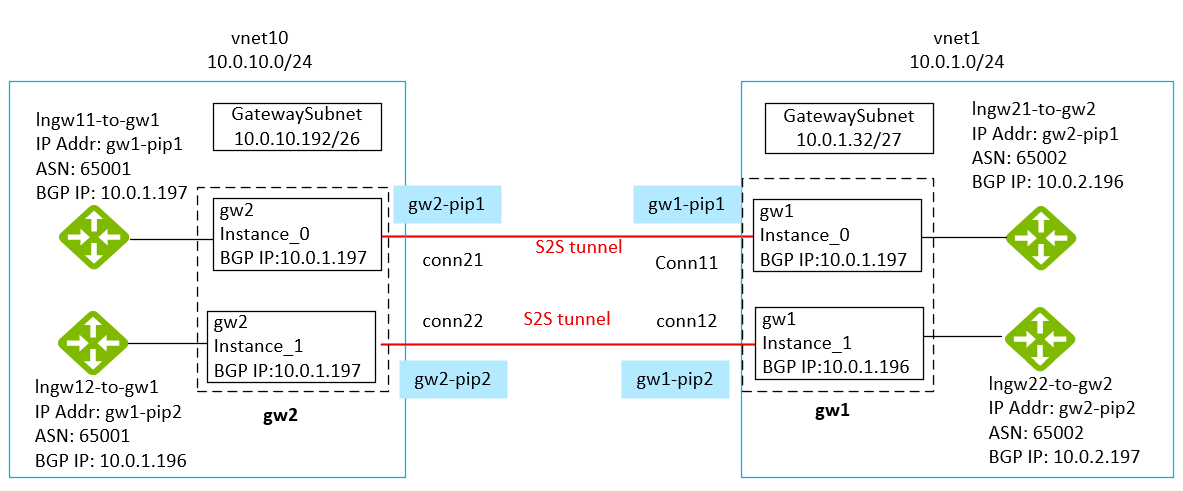 vnet10
10.0.10.0/24
vnet1
10.0.1.0/24
lngw11-to-gw1
IP Addr: gw1-pip1
ASN: 65001
BGP IP: 10.0.1.197
GatewaySubnet
10.0.10.192/26
GatewaySubnet
10.0.1.32/27
lngw21-to-gw2
IP Addr: gw2-pip1
ASN: 65002
BGP IP: 10.0.2.196
gw2
Instance_0
BGP IP:10.0.1.197
gw2-pip1
conn21
S2S tunnel
gw1-pip1
Conn11
gw1
Instance_0
BGP IP:10.0.1.197
gw2
Instance_1
BGP IP:10.0.1.197
conn22
gw2-pip2
S2S tunnel
conn12
gw1-pip2
gw1
Instance_1
BGP IP:10.0.1.196
lngw12-to-gw1
IP Addr: gw1-pip2
ASN: 65001
BGP IP: 10.0.1.196
gw2
gw1
lngw22-to-gw2
IP Addr: gw2-pip2
ASN: 65002
BGP IP: 10.0.2.197